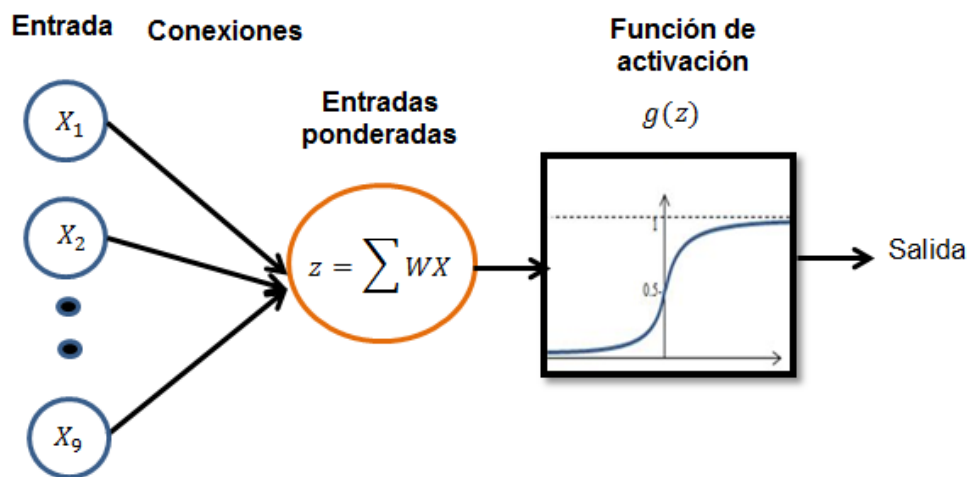 Entrada
Conexiones
Función de
activación
g(z)
Entradas
ponderadas
X₁
X₂
X₉
z = ∑ WX
1
0.5
Salida